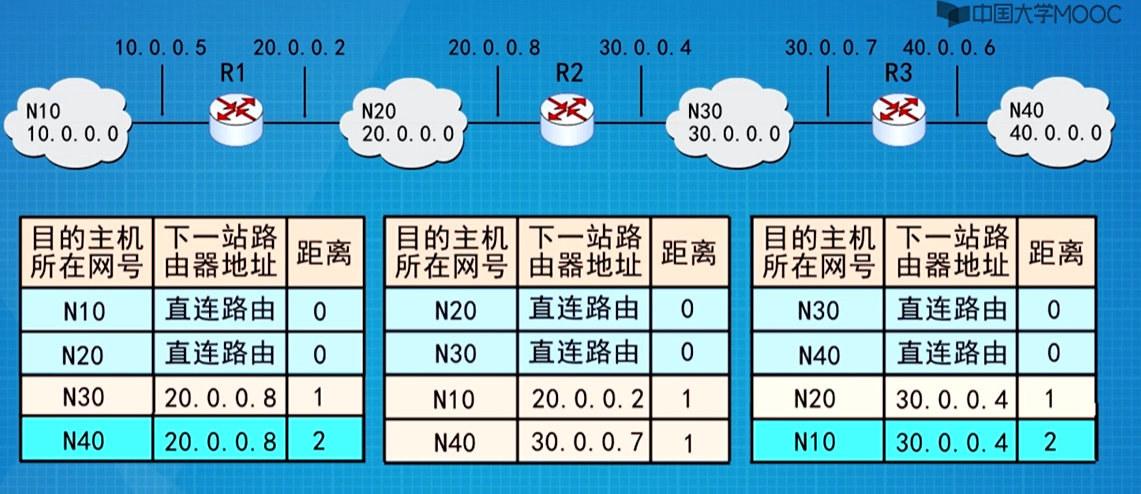 中国大学MOOC
10.0.0.5 20.0.0.2 20.0.0.8 30.0.0.4 30.0.0.7 40.0.0.6
R1 R2 R3
N10
10.0.0.0
N20
20.0.0.0
N30
30.0.0.0
N40
40.0.0.0
目的主机所在网号 下一站路由器地址 距离
N10 直连路由 0
N20 直连路由 0
N30 20.0.0.8 1
N40 20.0.0.8 2
目的主机所在网号 下一站路由器地址 距离
N20 直连路由 0
N30 直连路由 0
N10 20.0.0.2 1
N40 30.0.0.7 1
目的主机所在网号 下一站路由器地址 距离
N30 直连路由 0
N40 直连路由 0
N20 30.0.0.4 1
N10 30.0.0.4 2